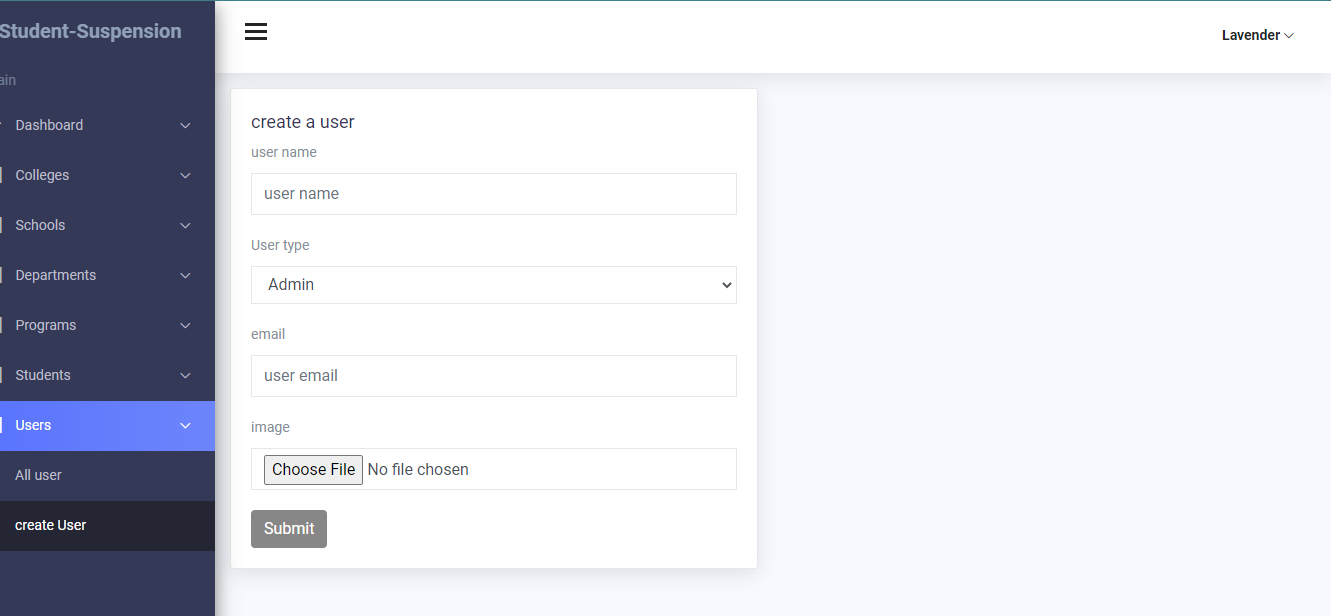 Student-Suspension
Lavender
ain
Dashboard
Colleges
Schools
Departments
Programs
Students
Users
All user
create User
create a user
user name
user name
User type
Admin
email
user email
image
Choose File No file chosen
Submit